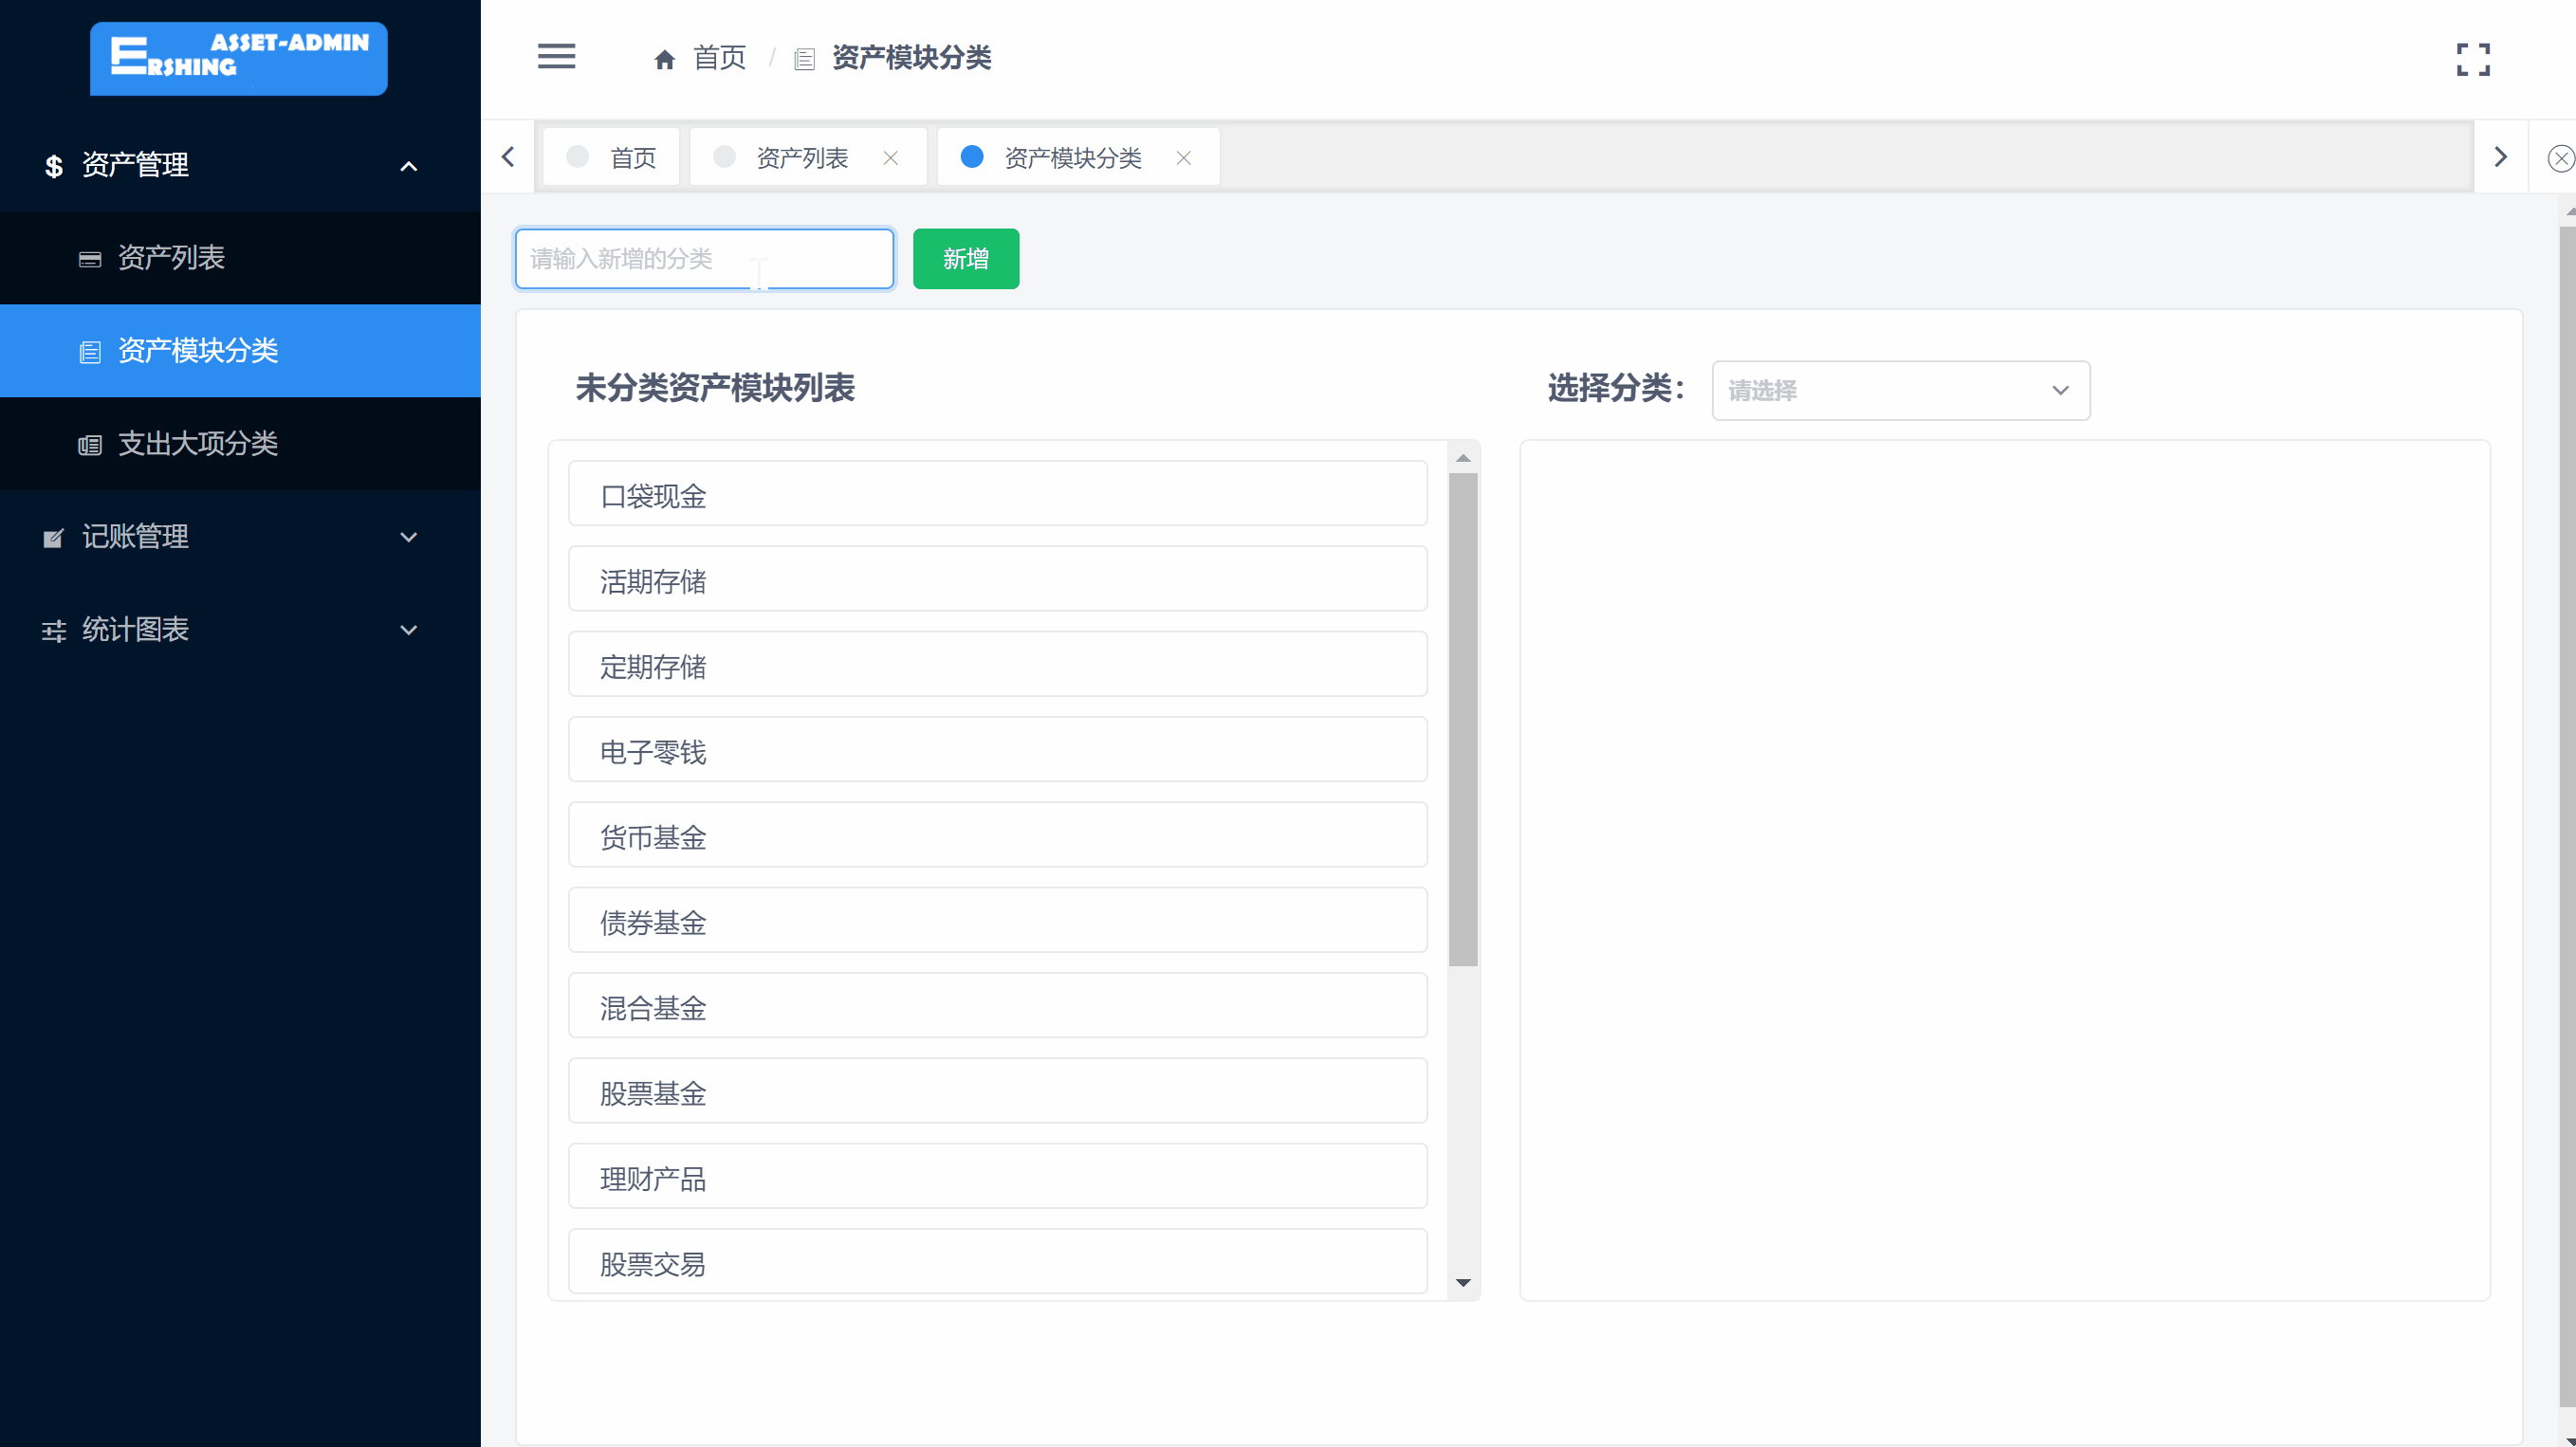 ASSET-ADMIN
ERSHING
资产管理
资产列表
资产模块分类
支出大项分类
记账管理
统计图表
首页 / 资产模块分类
首页 资产列表 资产模块分类
请输入新增的分类 新增
未分类资产模块列表
口袋现金
活期存储
定期存储
电子零钱
货币基金
债券基金
混合基金
股票基金
理财产品
股票交易
选择分类： 请选择